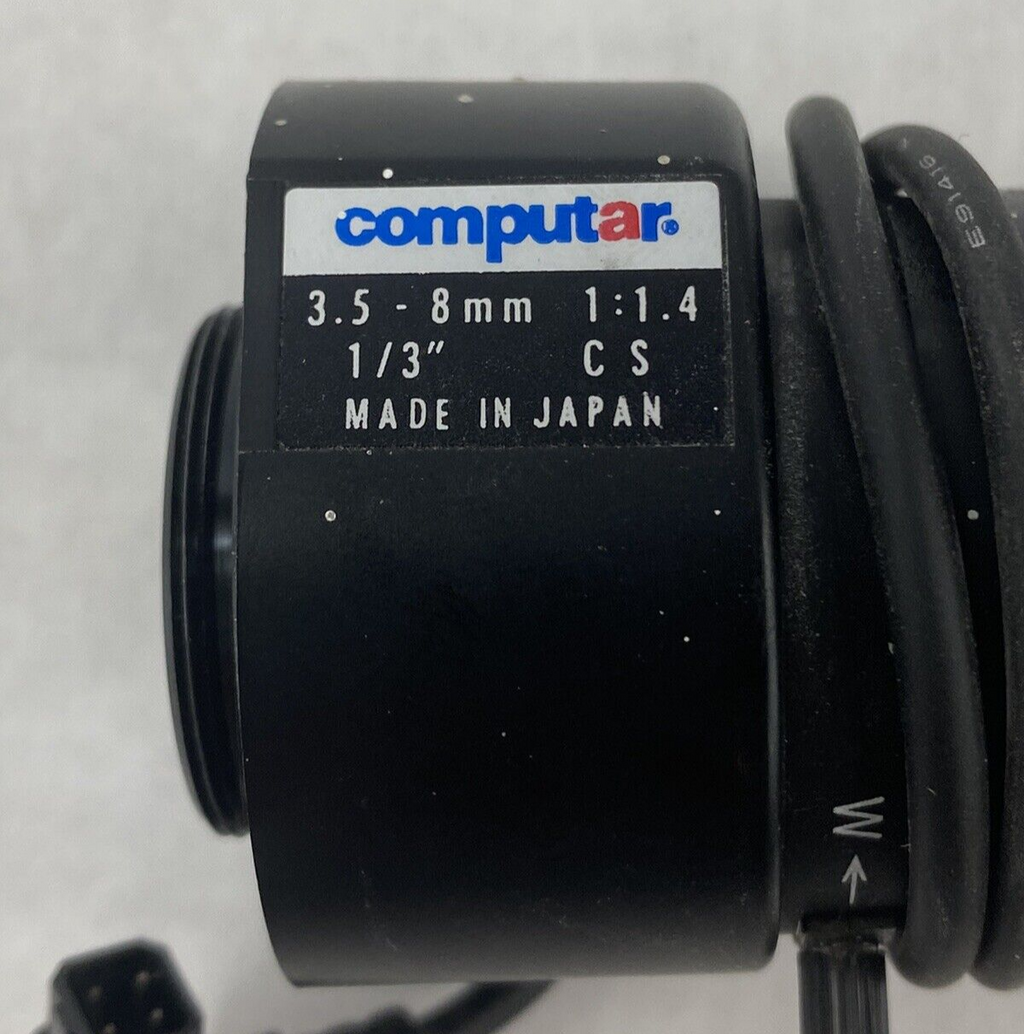 computar®
3.5 - 8mm 1:1.4
1/3" CS
MADE IN JAPAN
E91416
W